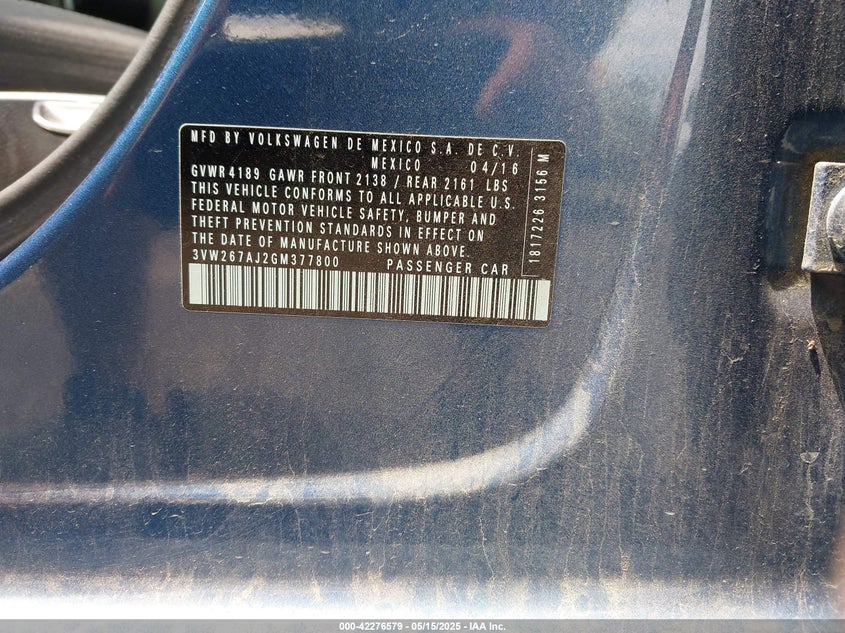 MFD BY VOLKSWAGEN DE MEXICO S.A. DE C.V.
MEXICO 04/16
GVWR 4189 GAWR FRONT 2138 / REAR 2161 LBS
THIS VEHICLE CONFORMS TO ALL APPLICABLE U.S.
FEDERAL MOTOR VEHICLE SAFETY, BUMPER AND
THEFT PREVENTION STANDARDS IN EFFECT ON
THE DATE OF MANUFACTURE SHOWN ABOVE.
3VW267AJ2GM377800 PASSENGER CAR
1817226 3156 M
000-42276579 - 05/15/2025 - IAA Inc.